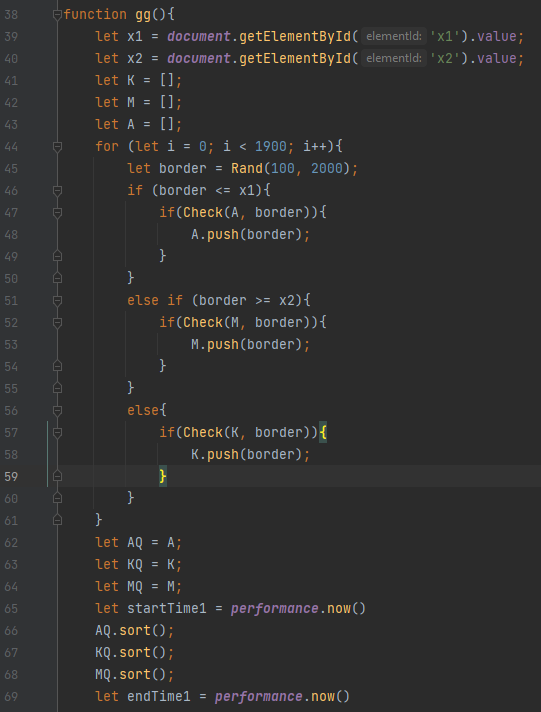 38 function gg(){
39 let x1 = document.getElementById( elementId: 'x1').value;
40 let x2 = document.getElementById( elementId: 'x2').value;
41 let K = [];
42 let M = [];
43 let A = [];
44 for (let i = 0; i < 1900; i++){
45 let border = Rand(100, 2000);
46 if (border <= x1){
47 if(Check(A, border)){
48 A.push(border);
49 }
50 }
51 else if (border >= x2){
52 if(Check(M, border)){
53 M.push(border);
54 }
55 }
56 else{
57 if(Check(K, border)){
58 K.push(border);
59 }
60 }
61 }
62 let AQ = A;
63 let KQ = K;
64 let MQ = M;
65 let startTime1 = performance.now()
66 AQ.sort();
67 KQ.sort();
68 MQ.sort();
69 let endTime1 = performance.now()